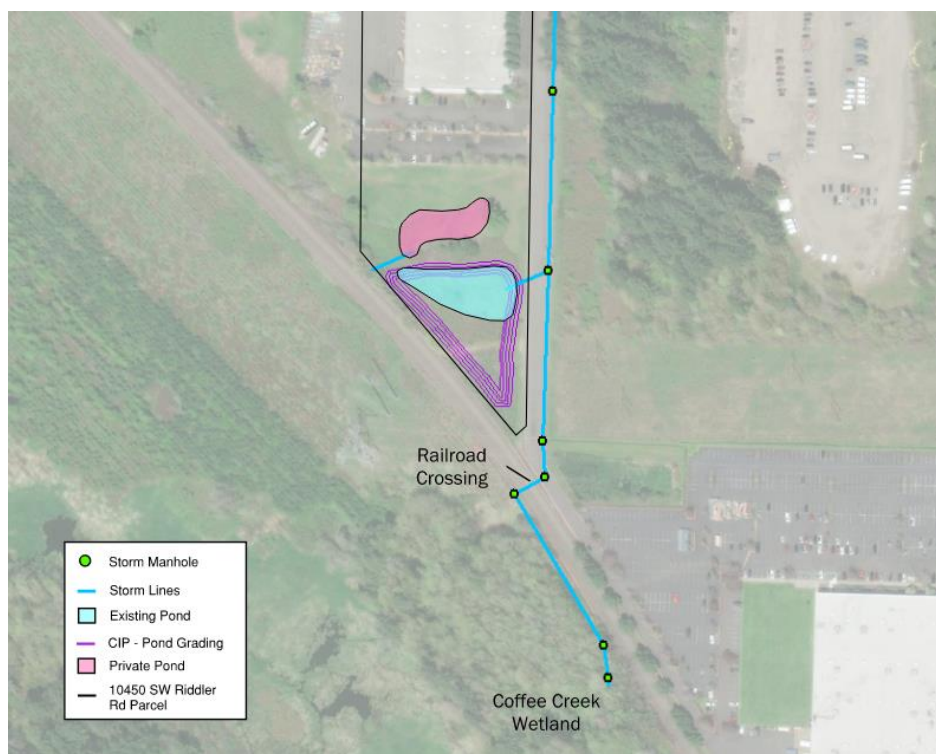 Railroad
Crossing
Storm Manhole
Storm Lines
Existing Pond
CIP - Pond Grading
Private Pond
10450 SW Riddler
Rd Parcel
Coffee Creek
Wetland